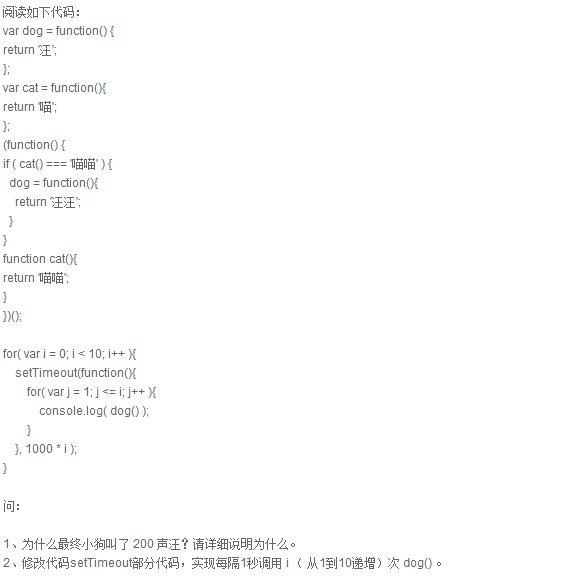 阅读如下代码：
var dog = function() {
return '汪';
};
var cat = function(){
return '喵';
};
(function() {
if ( cat() === '喵喵' ) {
dog = function(){
return '汪汪';
}
}
function cat(){
return '喵喵';
}
})();
for( var i = 0; i < 10; i++ ){
setTimeout(function(){
for( var j = 1; j <= i; j++ ){
console.log( dog() );
}
}, 1000 * i );
}
问：
1、为什么最终小狗叫了 200 声汪？请详细说明为什么。
2、修改代码setTimeout部分代码，实现每隔1秒调用 i （ 从1到10递增）次 dog() 。